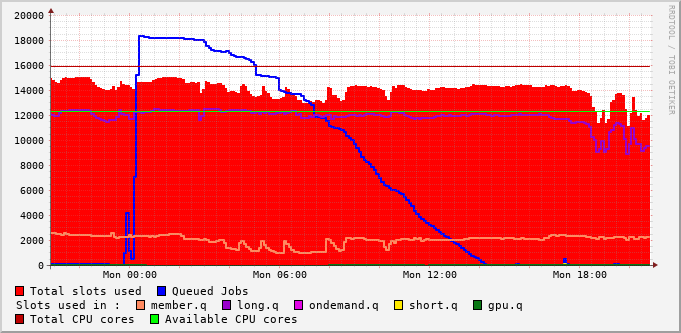 20000
18000
16000
14000
12000
10000
8000
6000
4000
2000
0
Mon 00:00 Mon 06:00 Mon 12:00 Mon 18:00
RRDTOOL / TOBI OETIKER
Total slots used Queued Jobs
Slots used in : member.q long.q ondemand.q short.q gpu.q
Total CPU cores Available CPU cores